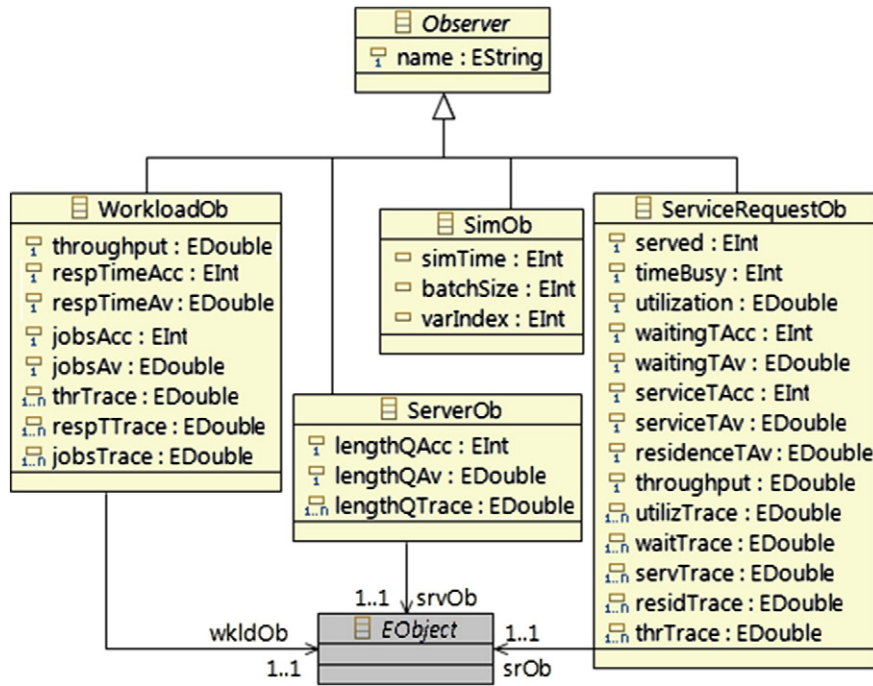 Observer
name : EString
WorkloadOb
throughput : EDouble
respTimeAcc : EInt
respTimeAv : EDouble
jobsAcc : EInt
jobsAv : EDouble
thrTrace : EDouble
respTTrace : EDouble
jobsTrace : EDouble
SimOb
simTime : EInt
batchSize : EInt
varIndex : EInt
ServerOb
lengthQAcc : EInt
lengthQAv : EDouble
lengthQTrace : EDouble
ServiceRequestOb
served : EInt
timeBusy : EInt
utilization : EDouble
waitingTAcc : EInt
waitingTAv : EDouble
serviceTAcc : EInt
serviceTAv : EDouble
residenceTAv : EDouble
throughput : EDouble
utilizTrace : EDouble
waitTrace : EDouble
servTrace : EDouble
residTrace : EDouble
thrTrace : EDouble
1..1 srvOb
EObject
wkldOb
1..1
1..1
srOb